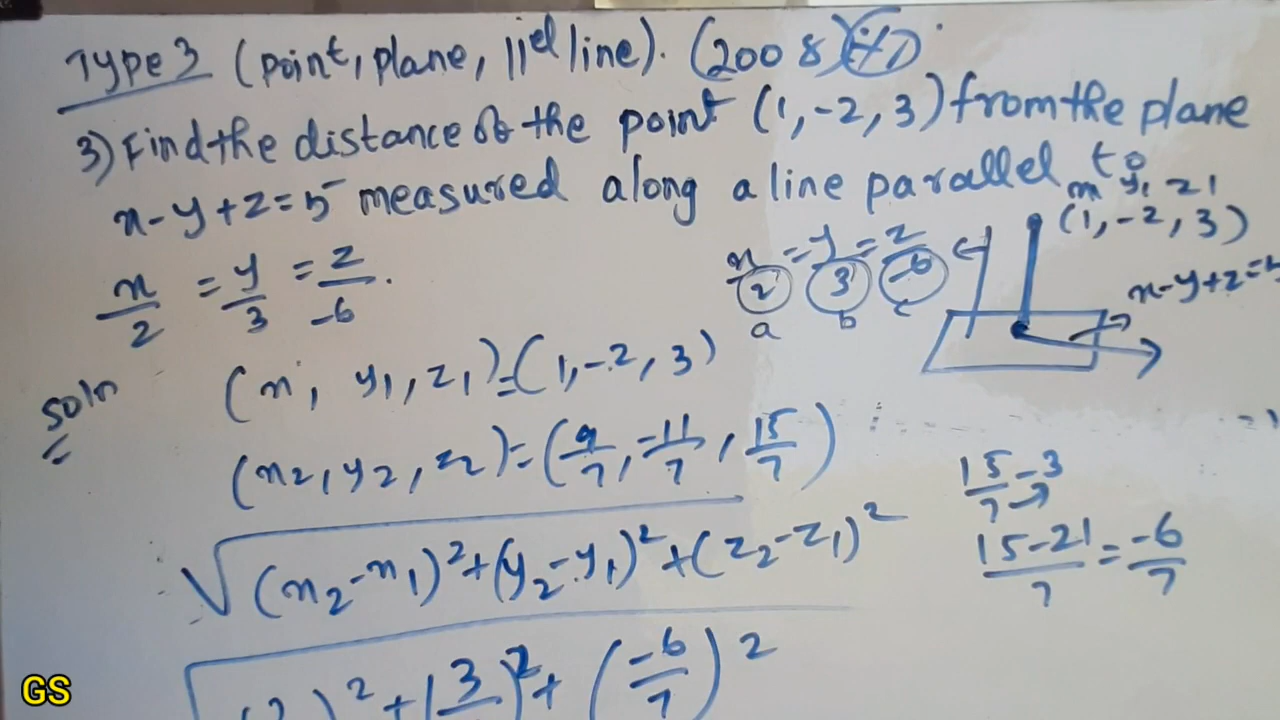 Type 3 (point, plane, ||el line). (2008)
3) Find the distance of the point (1, -2, 3) from the plane
x-y+z=5 measured along a line parallel to
x/2 = y/3 = z/-6.
x1 y1 z1
(1, -2, 3)
x/2 = y/3 = z/-6
a b c
x-y+z=5
soln (x1, y1, z1) = (1, -2, 3)
(x2, y2, z2) = (9/7, -11/7, 15/7)
15/7 - 3
√(x2-x1)²+(y2-y1)²+(z2-z1)²
15-21/7 = -6/7
(2 )²+(3 )²+(-6/7)²
GS